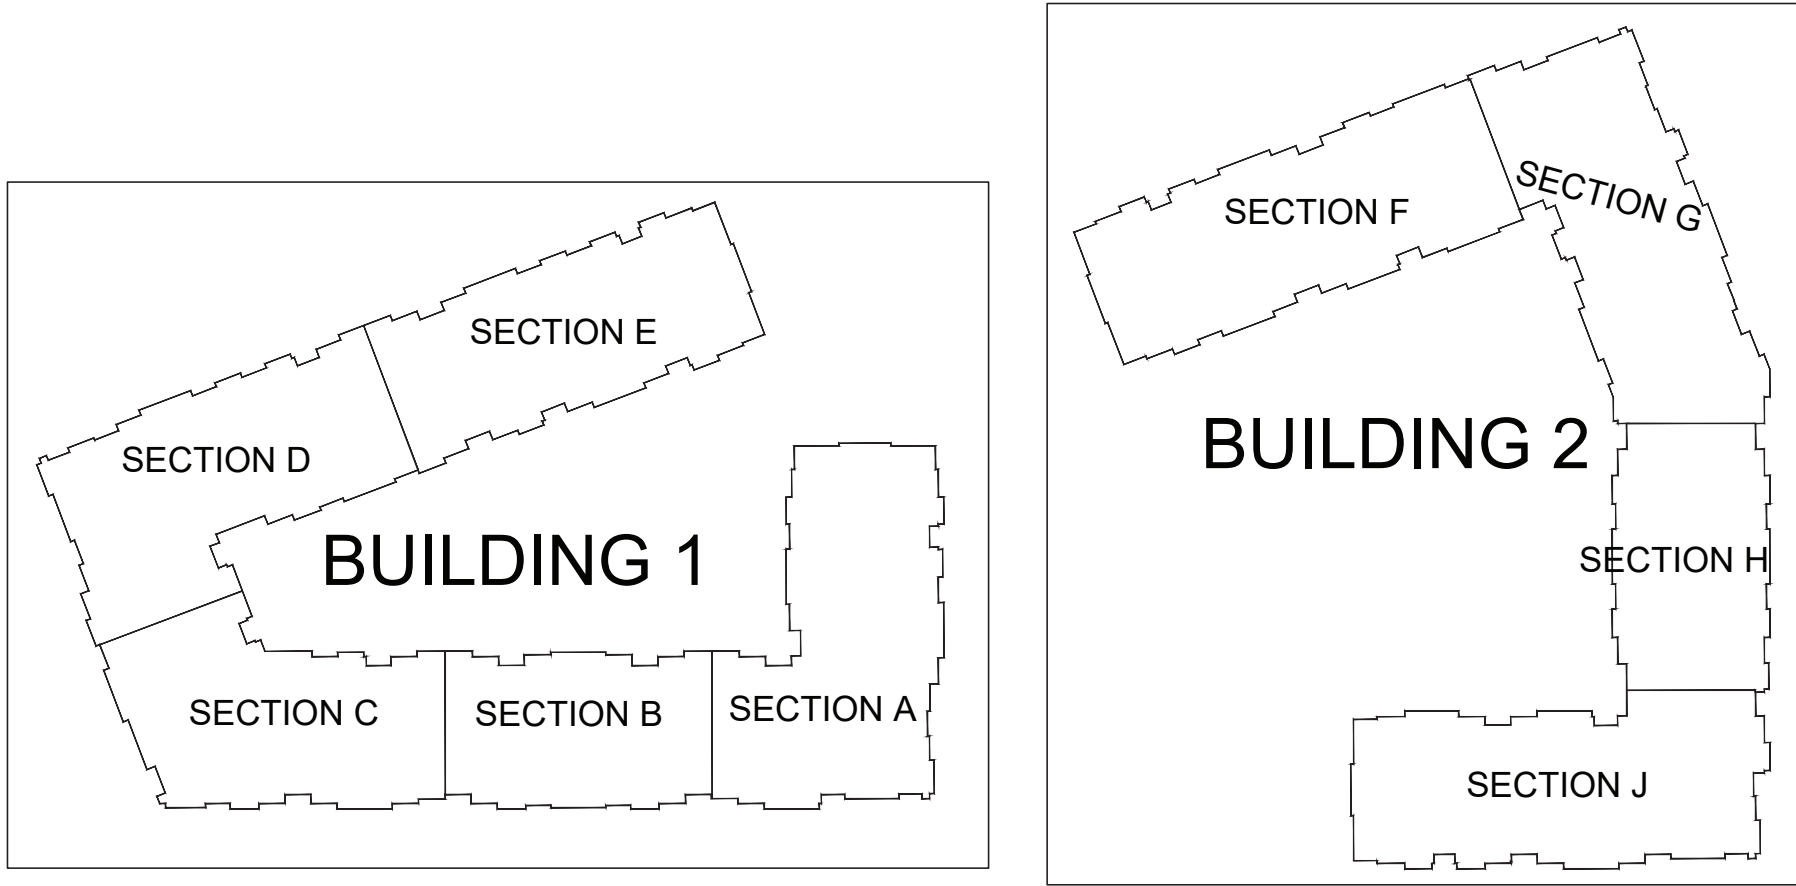 SECTION E
SECTION D
BUILDING 1
SECTION C
SECTION B
SECTION A
SECTION F
SECTION G
BUILDING 2
SECTION H
SECTION J